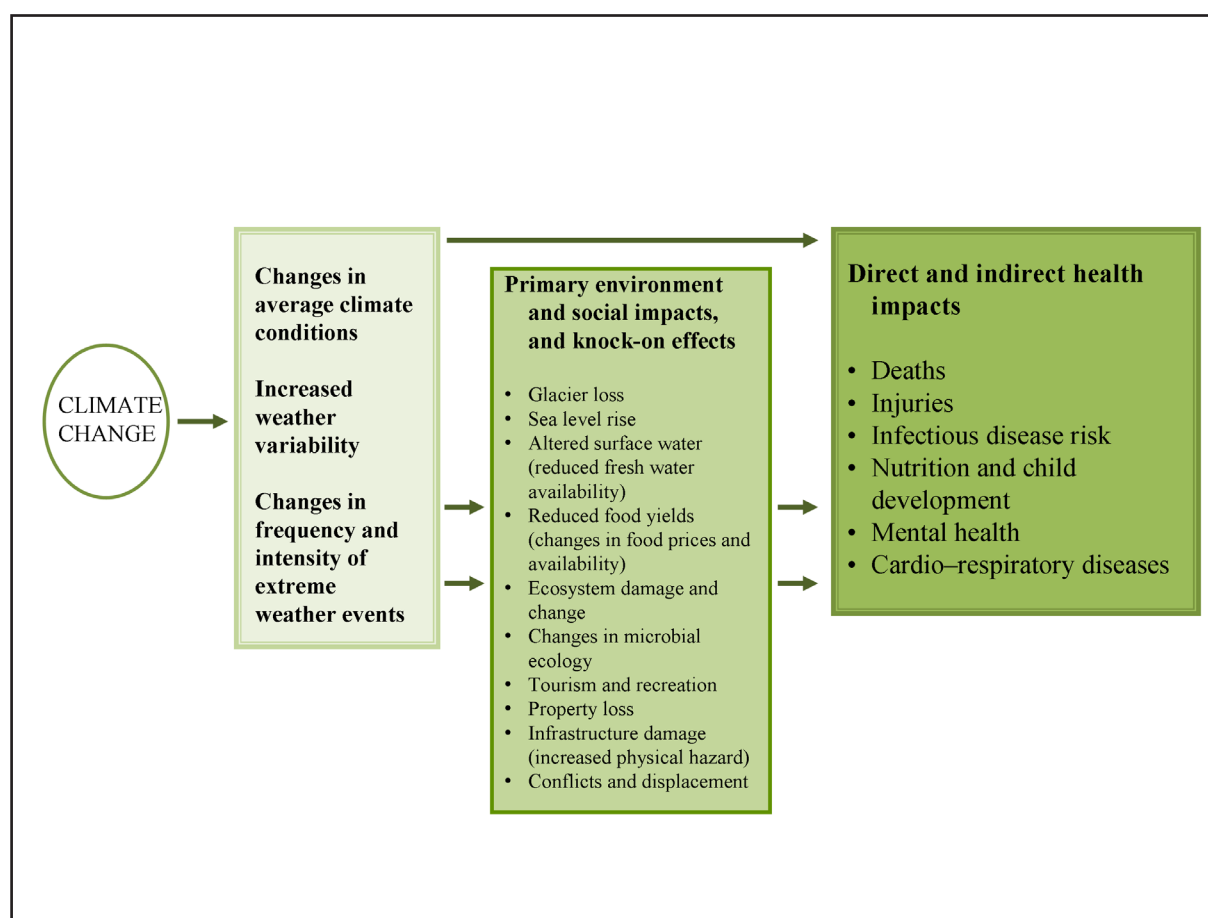 CLIMATE
CHANGE
Changes in
average climate
conditions
Increased
weather
variability
Changes in
frequency and
intensity of
extreme
weather events
Primary environment
and social impacts,
and knock-on effects
• Glacier loss
• Sea level rise
• Altered surface water
(reduced fresh water
availability)
• Reduced food yields
(changes in food prices and
availability)
• Ecosystem damage and
change
• Changes in microbial
ecology
• Tourism and recreation
• Property loss
• Infrastructure damage
(increased physical hazard)
• Conflicts and displacement
Direct and indirect health
impacts
• Deaths
• Injuries
• Infectious disease risk
• Nutrition and child
development
• Mental health
• Cardio–respiratory diseases